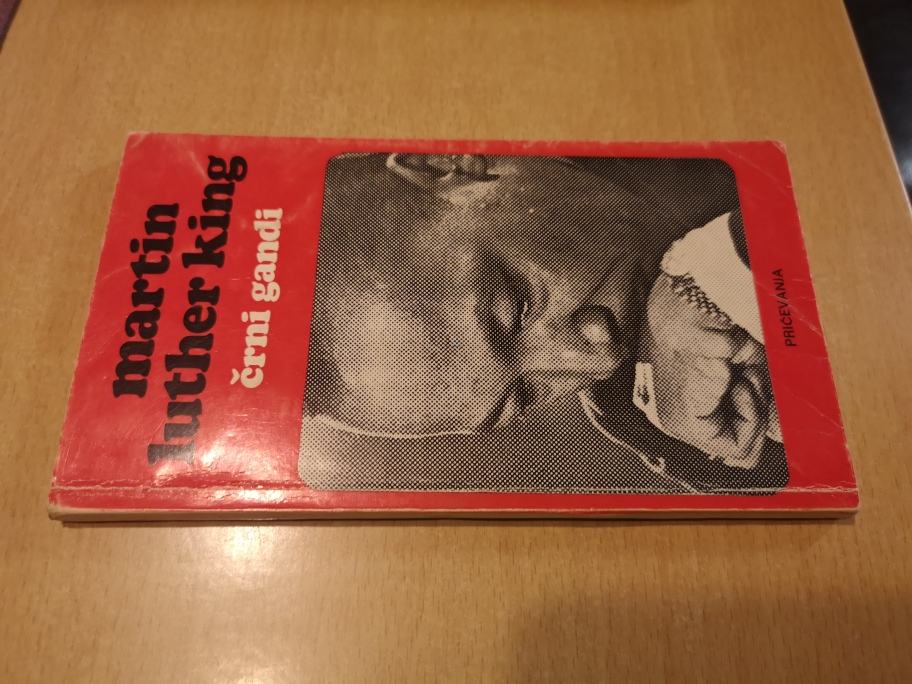 martin
luther king
črni gandi
PRIČEVANJA